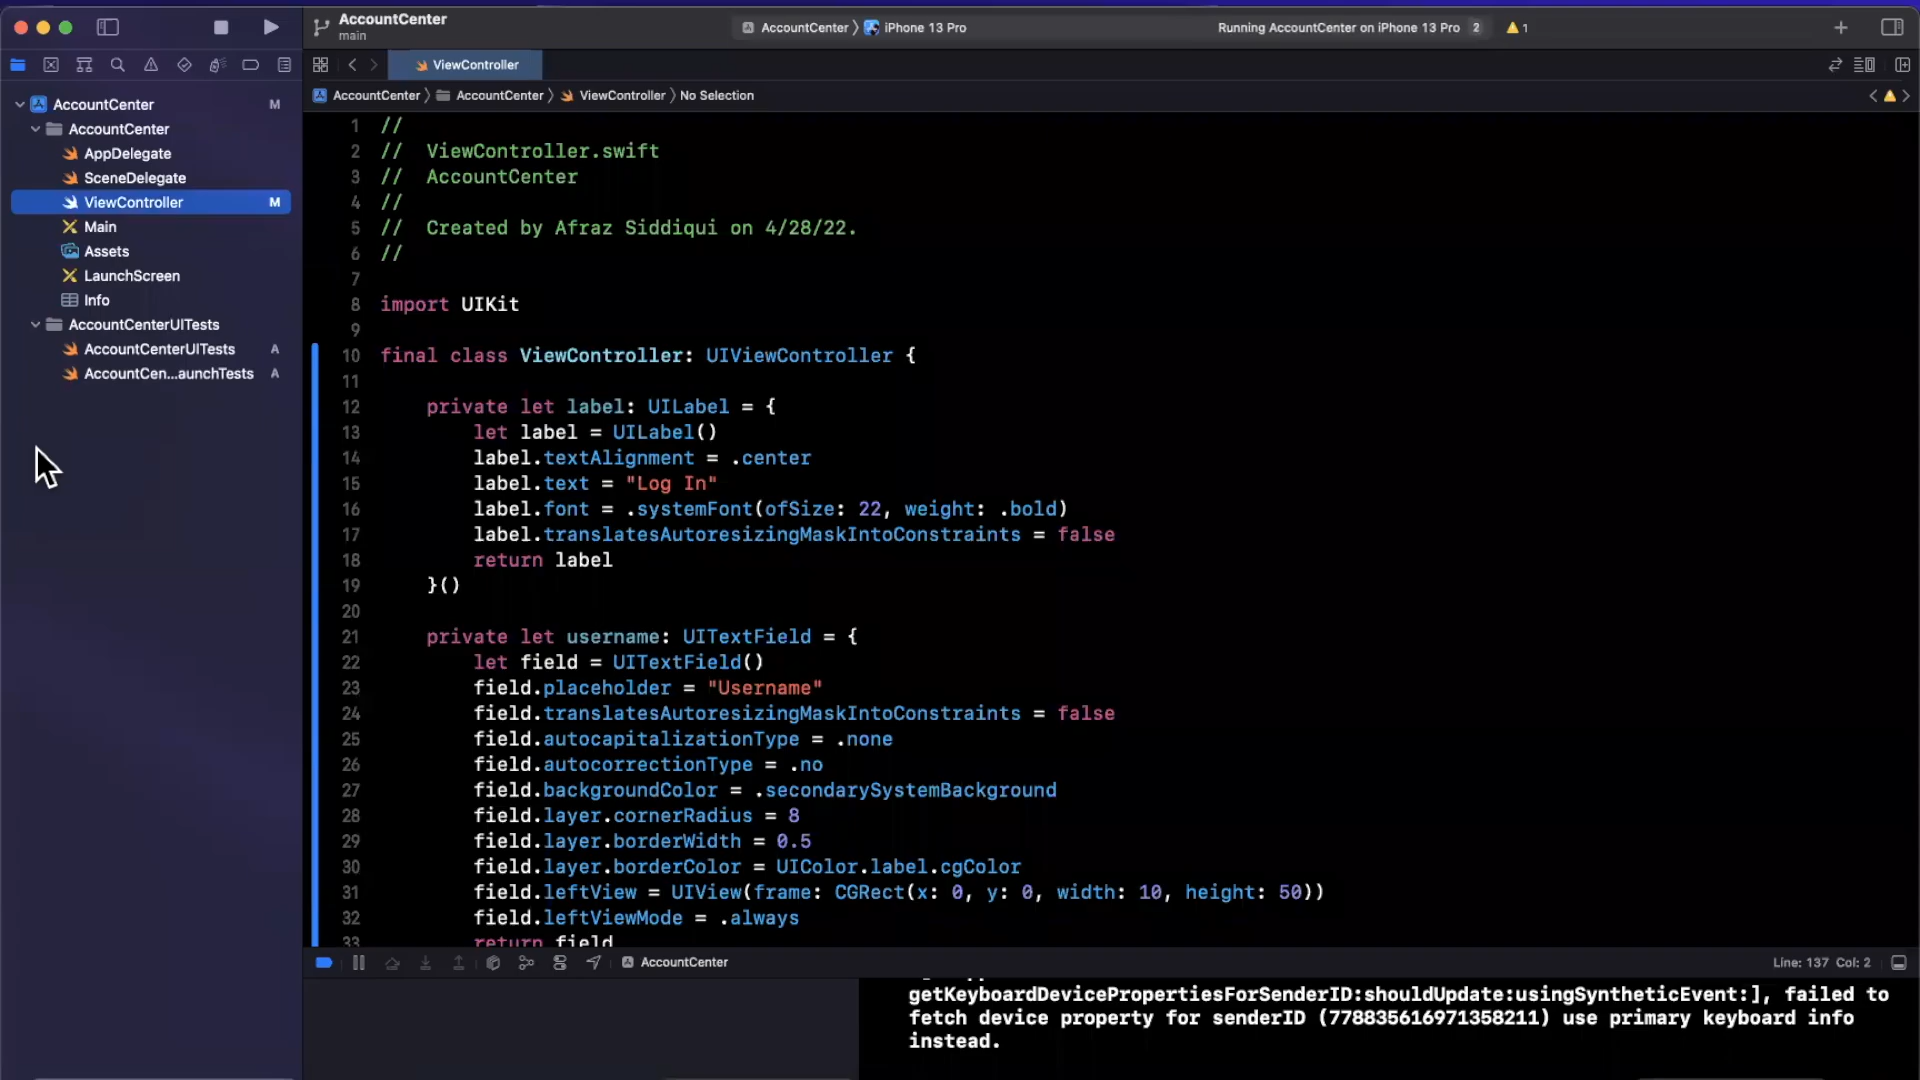 AccountCenter
main
AccountCenter
iPhone 13 Pro
Running AccountCenter on iPhone 13 Pro
2
1
ViewController
AccountCenter
AccountCenter
ViewController
No Selection
AccountCenter M
AccountCenter
AppDelegate
SceneDelegate
ViewController M
Main
Assets
LaunchScreen
Info
AccountCenterUITests
AccountCenterUITests A
AccountCen...aunchTests A
1 //
2 //  ViewController.swift
3 //  AccountCenter
4 //
5 //  Created by Afraz Siddiqui on 4/28/22.
6 //
7
8 import UIKit
9
10 final class ViewController: UIViewController {
11
12     private let label: UILabel = {
13         let label = UILabel()
14         label.textAlignment = .center
15         label.text = "Log In"
16         label.font = .systemFont(ofSize: 22, weight: .bold)
17         label.translatesAutoresizingMaskIntoConstraints = false
18         return label
19     }()
20
21     private let username: UITextField = {
22         let field = UITextField()
23         field.placeholder = "Username"
24         field.translatesAutoresizingMaskIntoConstraints = false
25         field.autocapitalizationType = .none
26         field.autocorrectionType = .no
27         field.backgroundColor = .secondarySystemBackground
28         field.layer.cornerRadius = 8
29         field.layer.borderWidth = 0.5
30         field.layer.borderColor = UIColor.label.cgColor
31         field.leftView = UIView(frame: CGRect(x: 0, y: 0, width: 10, height: 50))
32         field.leftViewMode = .always
33         return field
AccountCenter
Line: 137 Col: 2
getKeyboardDevicePropertiesForSenderID:shouldUpdate:usingSyntheticEvent:], failed to
fetch device property for senderID (778835616971358211) use primary keyboard info
instead.